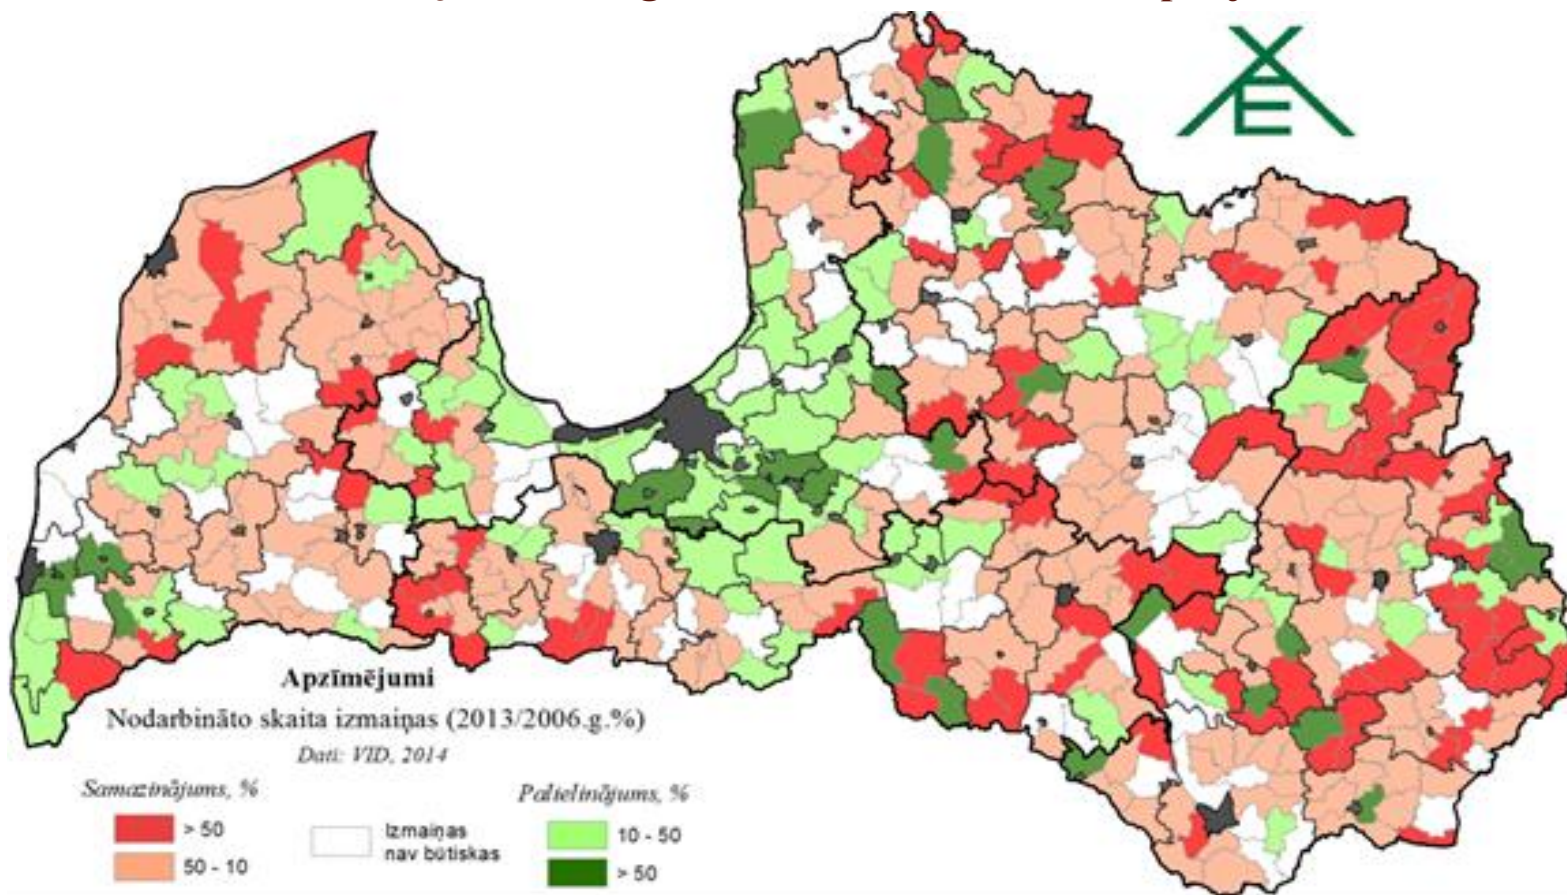 Apzīmējumi
Nodarbināto skaita izmaiņas (2013/2006.g.%)
Dati: VID, 2014
Samazinājums, %
> 50
50 - 10
Izmaiņas
nav būtiskas
Palielinājums, %
10 - 50
> 50